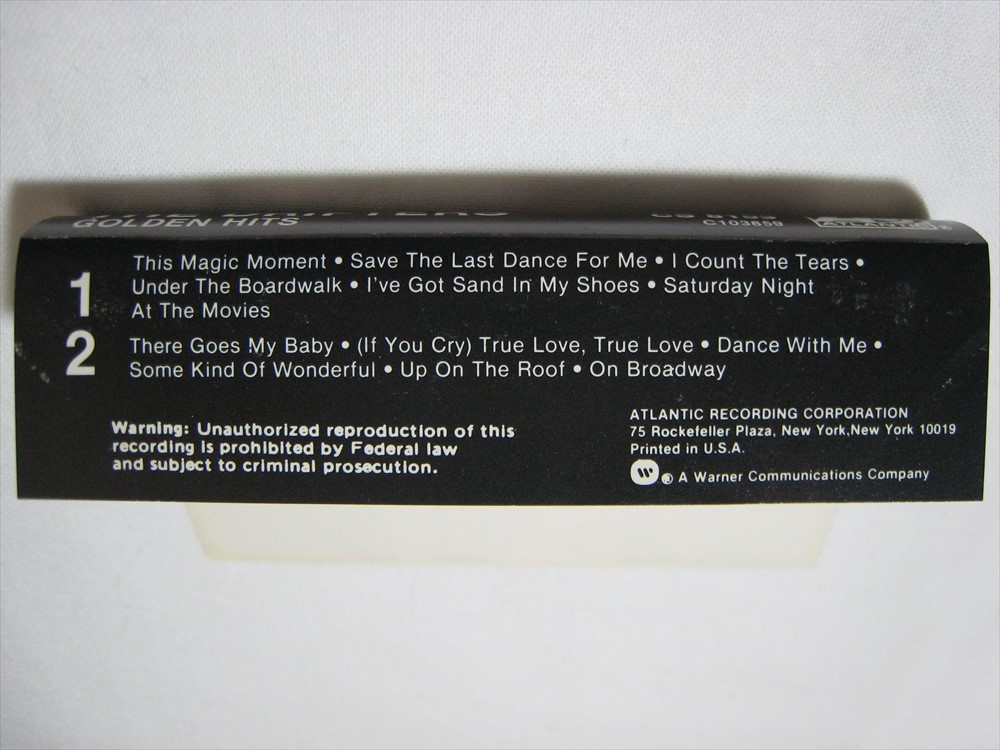 GOLDEN HITS
C103859
ATLANTIC®
1
This Magic Moment • Save The Last Dance For Me • I Count The Tears •
Under The Boardwalk • I've Got Sand In My Shoes • Saturday Night
At The Movies
2
There Goes My Baby • (If You Cry) True Love, True Love • Dance With Me •
Some Kind Of Wonderful • Up On The Roof • On Broadway
Warning: Unauthorized reproduction of this
recording is prohibited by Federal law
and subject to criminal prosecution.
ATLANTIC RECORDING CORPORATION
75 Rockefeller Plaza, New York,New York 10019
Printed in U.S.A.
® A Warner Communications Company